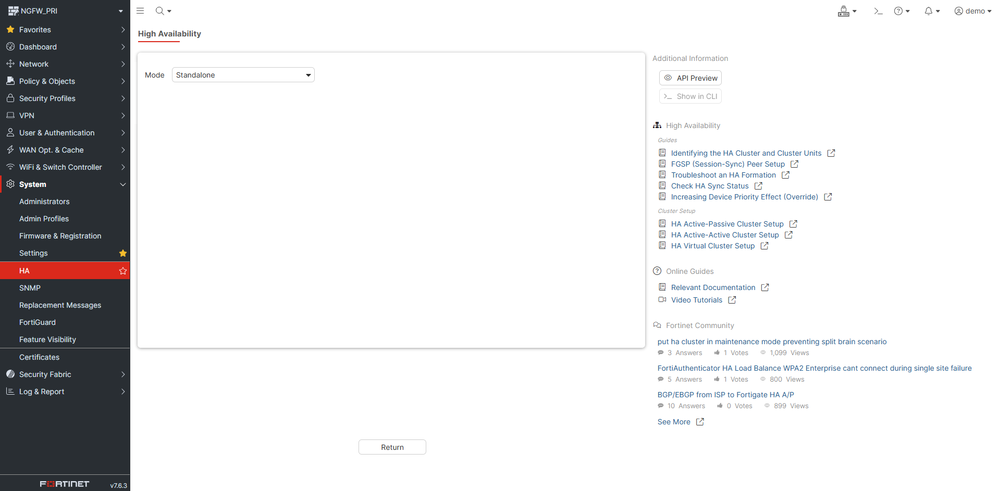 NGFW_PRI
Favorites
Dashboard
Network
Policy & Objects
Security Profiles
VPN
User & Authentication
WAN Opt. & Cache
WiFi & Switch Controller
System
Administrators
Admin Profiles
Firmware & Registration
Settings
HA
SNMP
Replacement Messages
FortiGuard
Feature Visibility
Certificates
Security Fabric
Log & Report
FORTINET
v7.6.3
demo
High Availability
Mode
Standalone
Return
Additional Information
API Preview
Show in CLI
High Availability
Guides
Identifying the HA Cluster and Cluster Units
FGSP (Session-Sync) Peer Setup
Troubleshoot an HA Formation
Check HA Sync Status
Increasing Device Priority Effect (Override)
Cluster Setup
HA Active-Passive Cluster Setup
HA Active-Active Cluster Setup
HA Virtual Cluster Setup
Online Guides
Relevant Documentation
Video Tutorials
Fortinet Community
put ha cluster in maintenance mode preventing split brain scenario
3 Answers 1 Votes 1,099 Views
FortiAuthenticator HA Load Balance WPA2 Enterprise cant connect during single site failure
5 Answers 1 Votes 800 Views
BGP/EBGP from ISP to Fortigate HA A/P
10 Answers 0 Votes 899 Views
See More